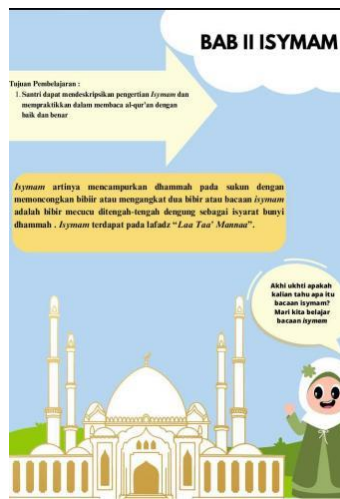 BAB II ISYMAM
Tujuan Pembelajaran :
1. Santri dapat mendeskripsikan pengertian Isymam dan
mempraktikkan dalam membaca al-qur'an dengan
baik dan benar
Isymam artinya mencampurkan dhammah pada sukun dengan
memoncongkan bibiir atau mengangkat dua bibir atau bacaan isymam
adalah bibir mecucu ditengah-tengah dengung sebagai isyarat bunyi
dhammah . Isymam terdapat pada lafadz “Laa Taa' Mannaa”.
Akhi ukhti apakah
kalian tahu apa itu
bacaan isymam?
Mari kita belajar
bacaan isymam